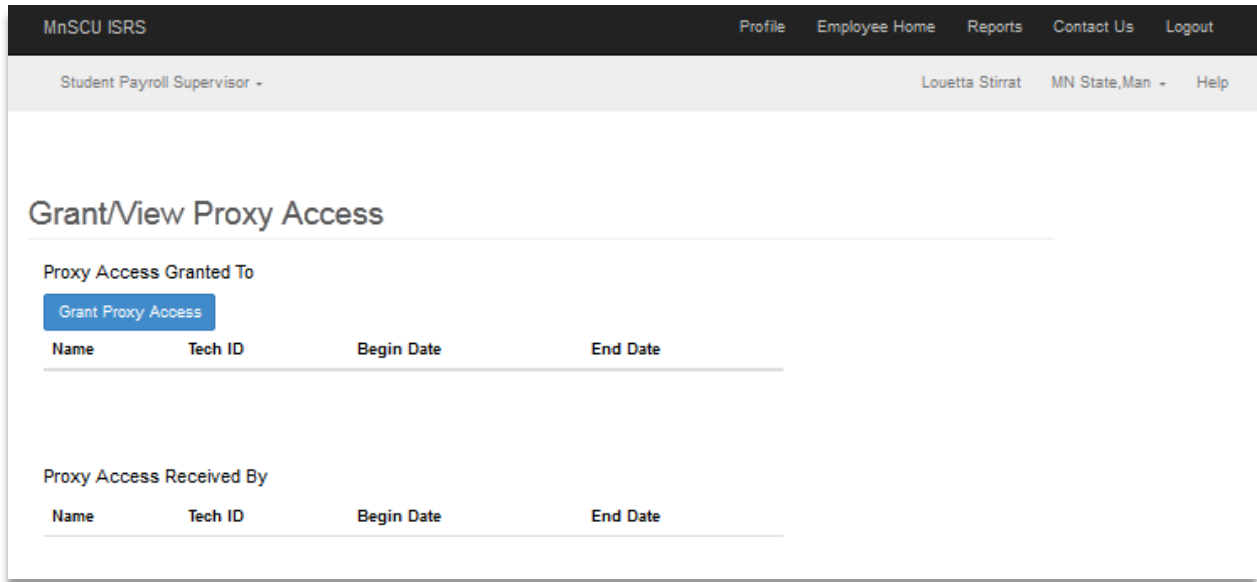 MnSCU ISRS Profile Employee Home Reports Contact Us Logout
Student Payroll Supervisor Louetta Stirrat MN State,Man Help
Grant/View Proxy Access
Proxy Access Granted To
Grant Proxy Access
Name Tech ID Begin Date End Date
Proxy Access Received By
Name Tech ID Begin Date End Date